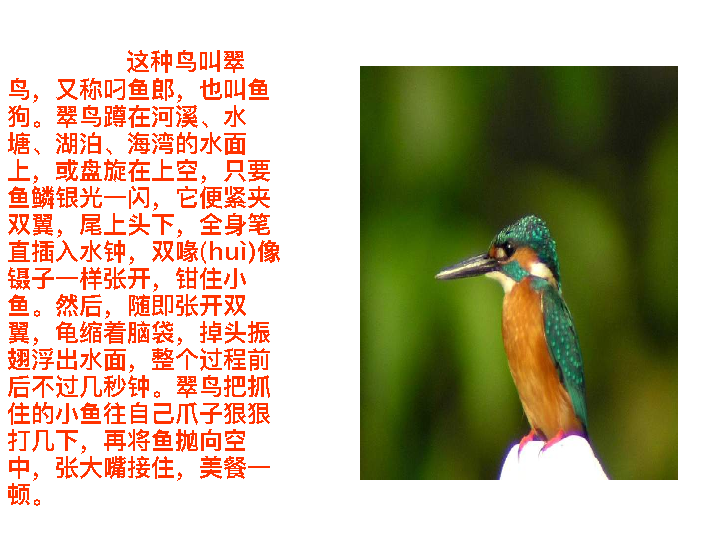 这种鸟叫翠
鸟，又称叼鱼郎，也叫鱼
狗。翠鸟蹲在河溪、水
塘、湖泊、海湾的水面
上，或盘旋在上空，只要
鱼鳞银光一闪，它便紧夹
双翼，尾上头下，全身笔
直插入水钟，双喙(huì)像
镊子一样张开，钳住小
鱼。然后，随即张开双
翼，龟缩着脑袋，掉头振
翅浮出水面，整个过程前
后不过几秒钟。翠鸟把抓
住的小鱼往自己爪子狠狠
打几下，再将鱼抛向空
中，张大嘴接住，美餐一
顿。